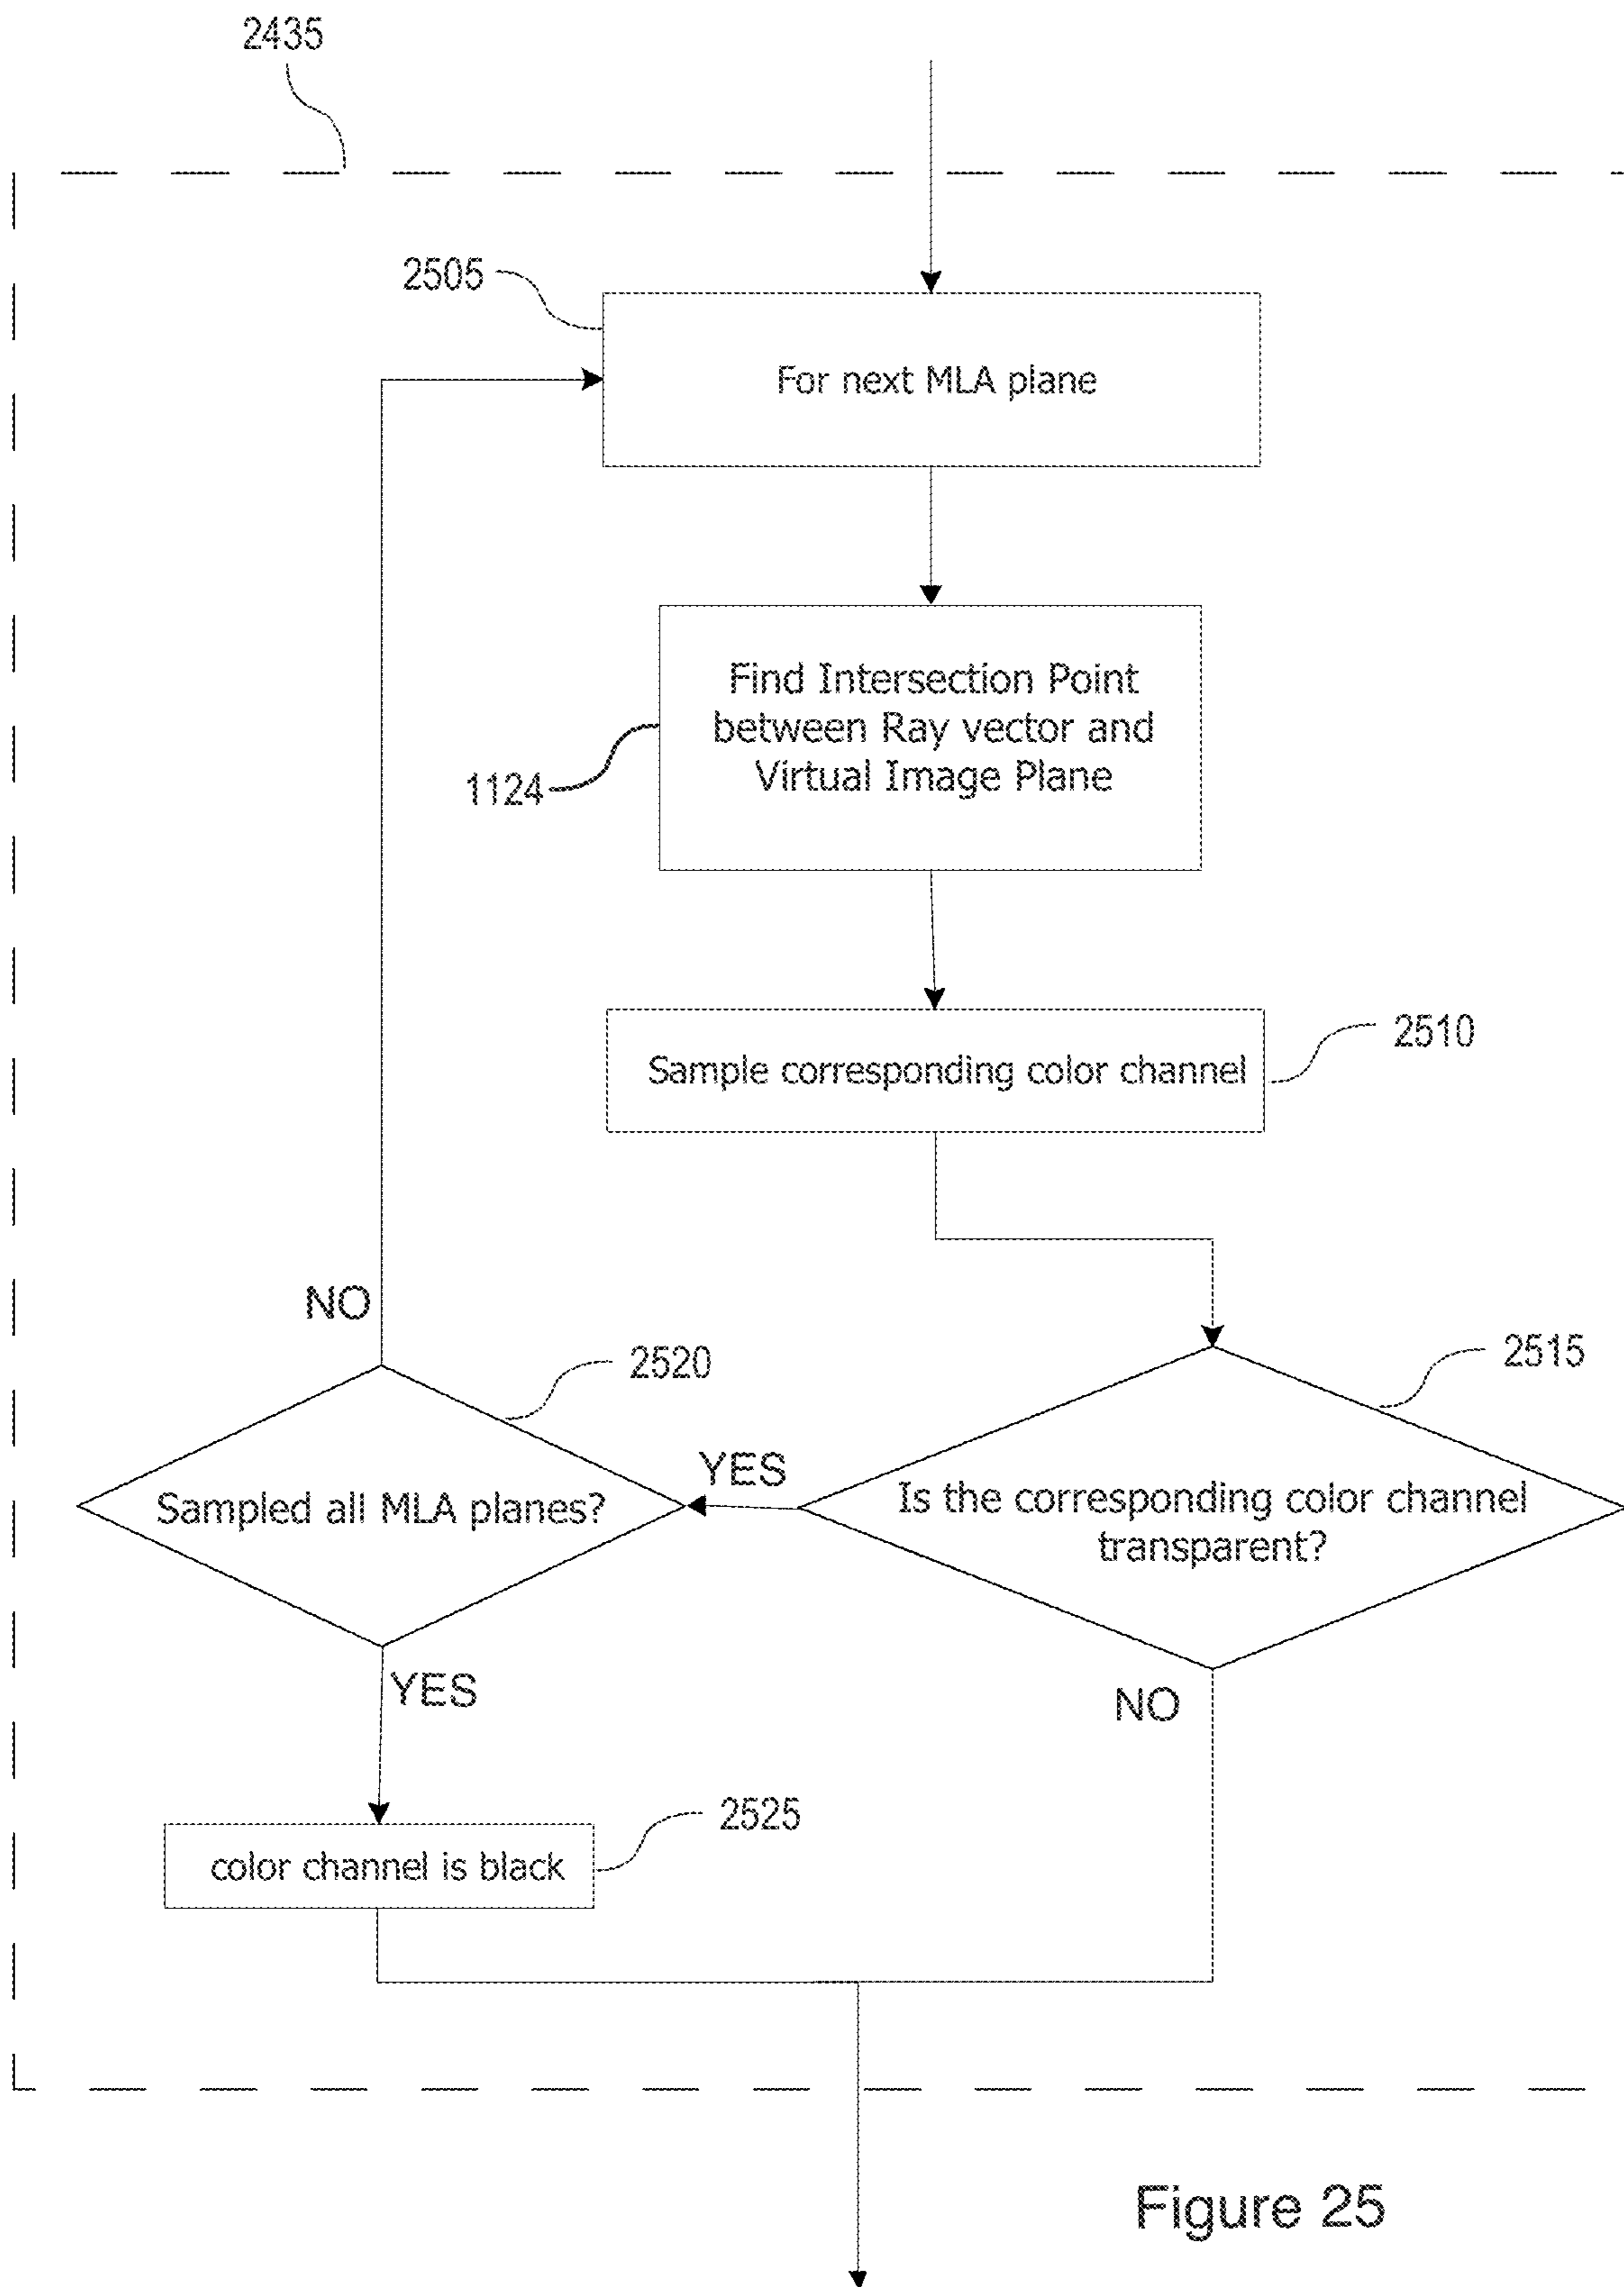 2435
2505
For next MLA plane
Find Intersection Point
between Ray vector and
Virtual Image Plane
1124
2510
Sample corresponding color channel
NO
2520
2515
YES
Sampled all MLA planes?
Is the corresponding color channel
transparent?
YES
NO
2525
color channel is black
Figure 25